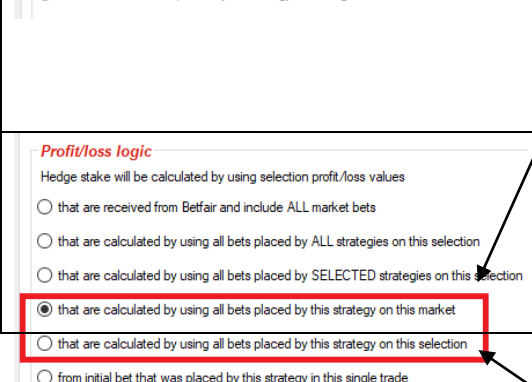 Profit/loss logic
Hedge stake will be calculated by using selection profit/loss values
that are received from Betfair and include ALL market bets
that are calculated by using all bets placed by ALL strategies on this selection
that are calculated by using all bets placed by SELECTED strategies on this selection
that are calculated by using all bets placed by this strategy on this market
that are calculated by using all bets placed by this strategy on this selection
from initial bet that was placed by this strategy in this single trade